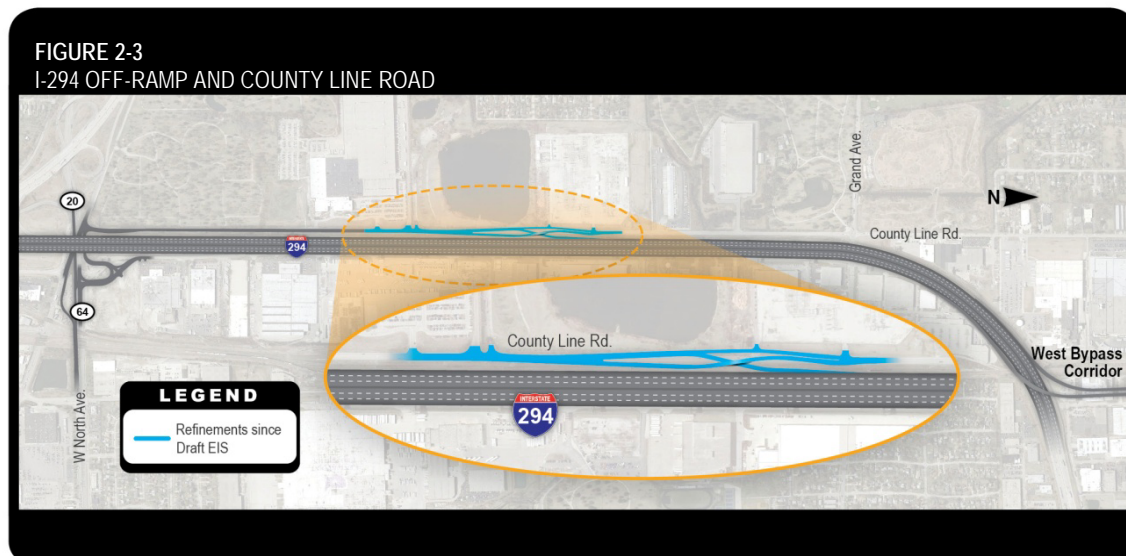 FIGURE 2-3
I-294 OFF-RAMP AND COUNTY LINE ROAD
20
294
64
W North Ave.
Grand Ave.
N
County Line Rd.
County Line Rd.
INTERSTATE
294
West Bypass
Corridor
LEGEND
Refinements since
Draft EIS